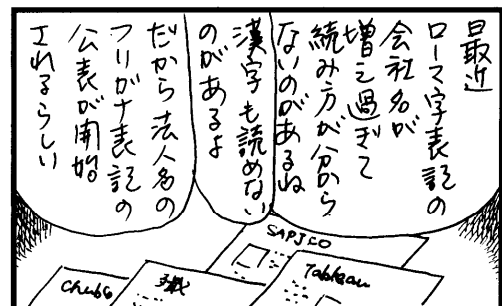 最近
ローマ字表記の
会社名が
増え過ぎて
続み方が分から
ないのがあるね
漢字も読めない
のがあるよ
だから法人名の
フリガナ表記の
公表が開始
されるらしい
SAPICO
Tableau
Chubb